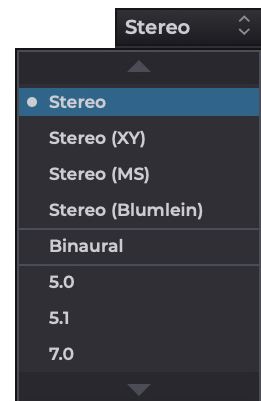 Stereo
Stereo
Stereo (XY)
Stereo (MS)
Stereo (Blumlein)
Binaural
5.0
5.1
7.0